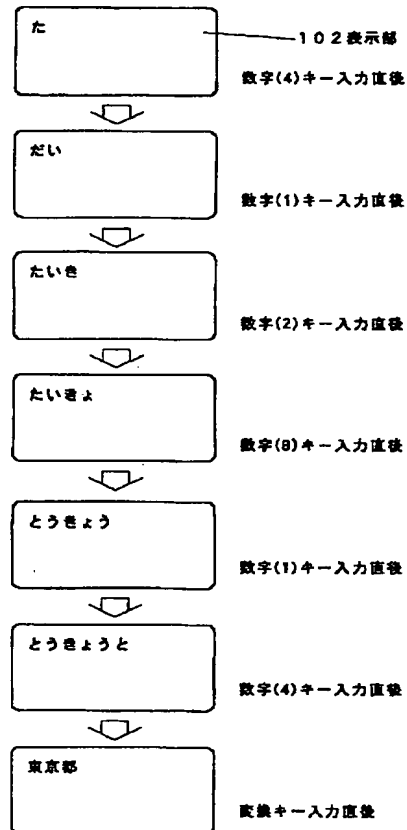 た
102表示部
数字(4)キー入力直後
だい
数字(1)キー入力直後
たいき
数字(2)キー入力直後
たいきょ
数字(8)キー入力直後
とうきょう
数字(1)キー入力直後
とうきょうと
数字(4)キー入力直後
東京都
変換キー入力直後